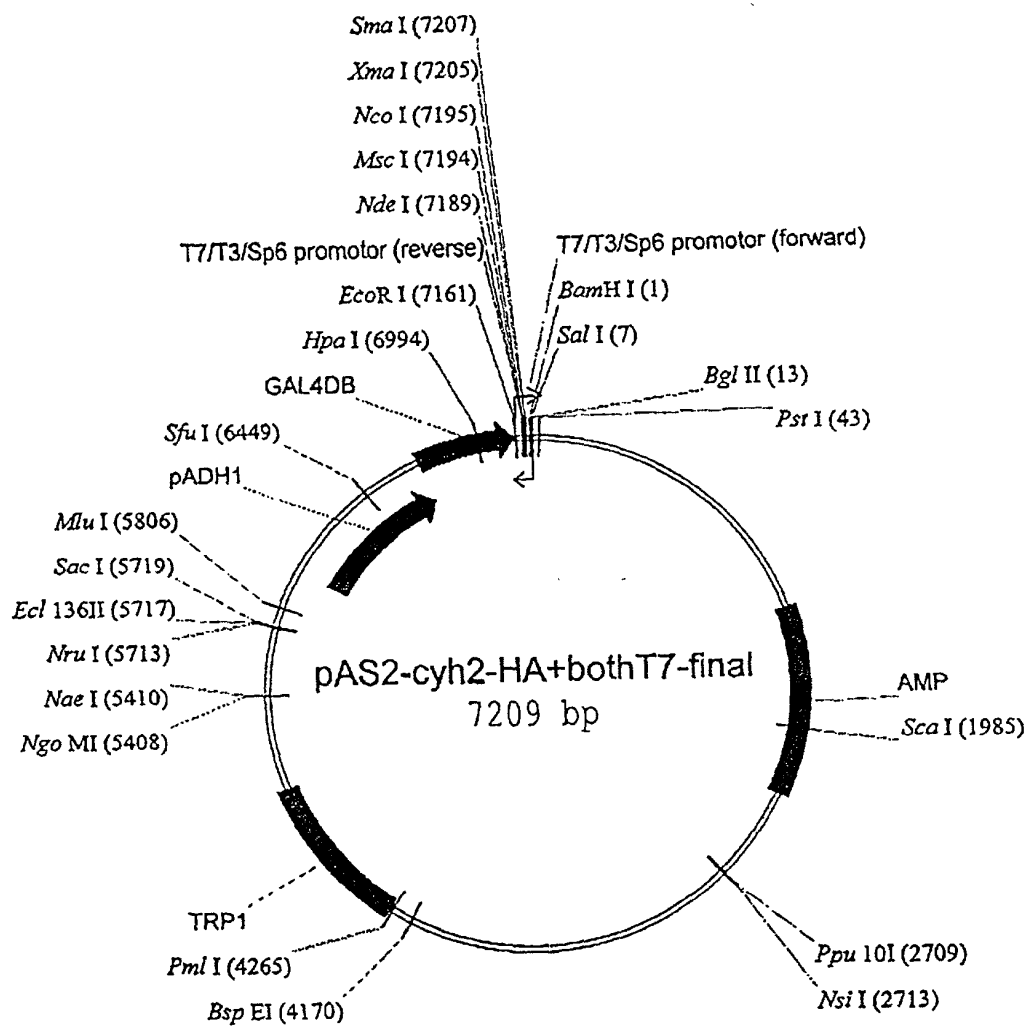 Sma I (7207)
Xma I (7205)
Nco I (7195)
Msc I (7194)
Nde I (7189)
T7/T3/Sp6 promotor (reverse)
T7/T3/Sp6 promotor (forward)
EcoR I (7161)
BamH I (1)
Hpa I (6994)
Sal I (7)
GAL4DB
Bgl II (13)
Pst I (43)
Sfu I (6449)
pADH1
Mlu I (5806)
Sac I (5719)
Ecl 136II (5717)
Nru I (5713)
pAS2-cyh2-HA+bothT7-final
7209 bp
Nae I (5410)
Ngo MI (5408)
AMP
Sca I (1985)
TRP1
Pml I (4265)
Bsp EI (4170)
Ppu 10I (2709)
Nsi I (2713)